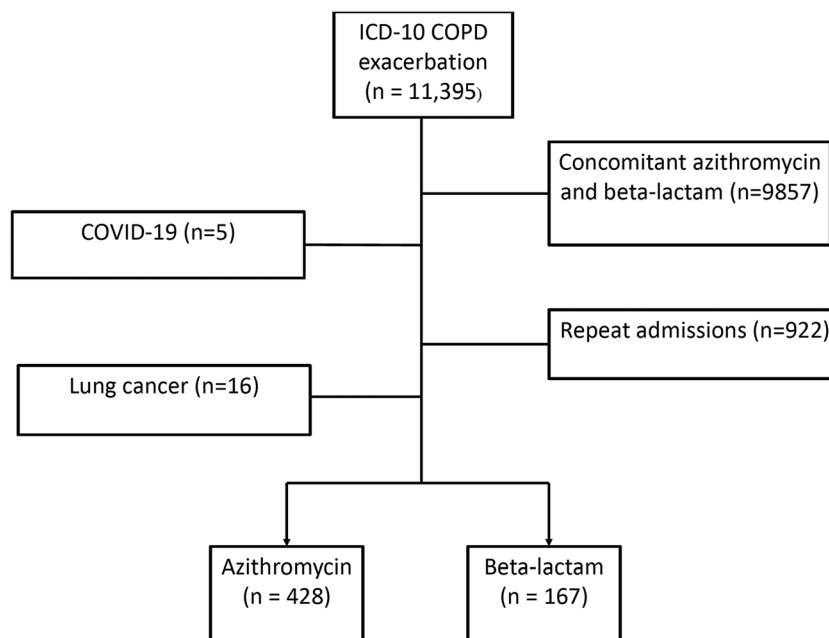 ICD-10 COPD
exacerbation
(n = 11,395)
Concomitant azithromycin
and beta-lactam (n=9857)
COVID-19 (n=5)
Repeat admissions (n=922)
Lung cancer (n=16)
Azithromycin
(n = 428)
Beta-lactam
(n = 167)